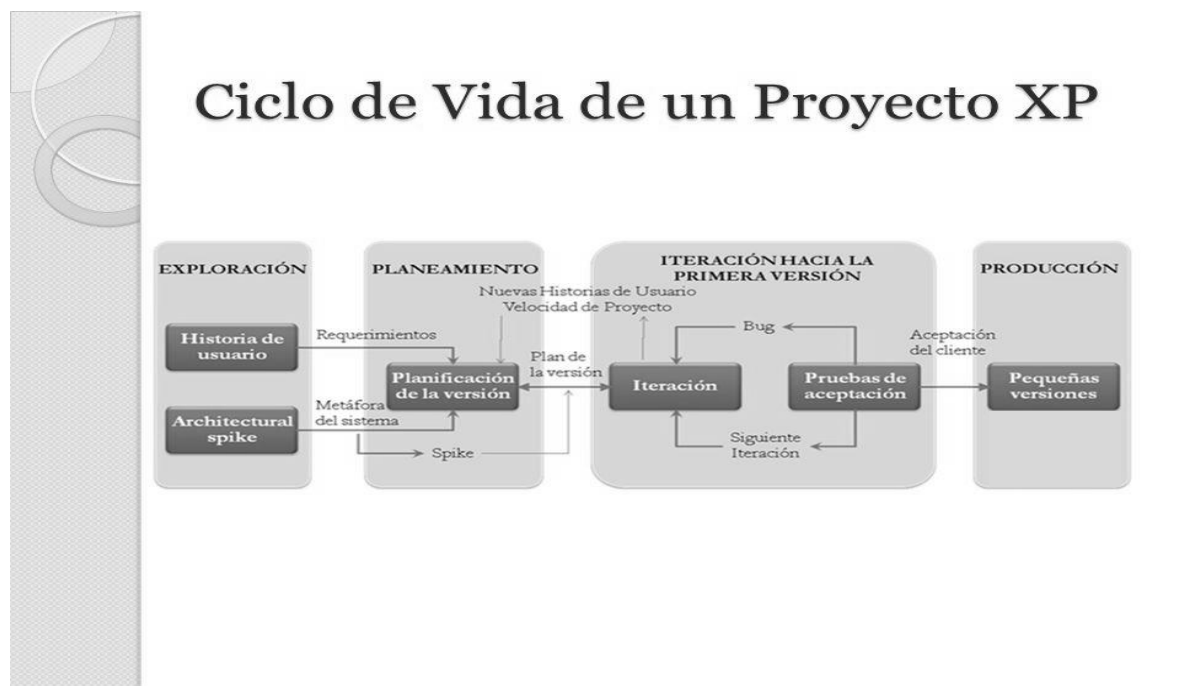 Ciclo de Vida de un Proyecto XP
EXPLORACIÓN
Historia de
usuario
Architectural
spike
Requerimientos
Metáfora
del sistema
PLANEAMIENTO
Planificación
de la versión
Spike
Nuevas Historias de Usuario
Velocidad de Proyecto
Plan de
la versión
ITERACIÓN HACIA LA
PRIMERA VERSIÓN
Iteración
Bug
Pruebas de
aceptación
Siguiente
Iteración
Aceptación
del cliente
PRODUCCIÓN
Pequeñas
versiones